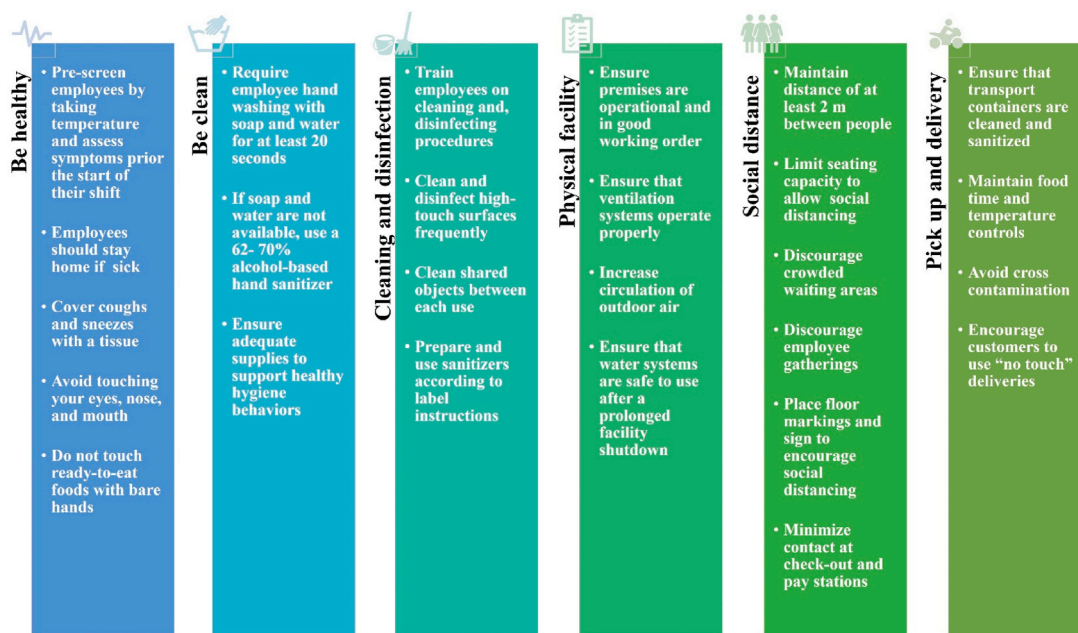 Be healthy
• Pre-screen
employees by
taking
temperature
and assess
symptoms prior
the start of
their shift
• Employees
should stay
home if sick
• Cover coughs
and sneezes
with a tissue
• Avoid touching
your eyes, nose,
and mouth
• Do not touch
ready-to-eat
foods with bare
hands
Be clean
• Require
employee hand
washing with
soap and water
for at least 20
seconds
• If soap and
water are not
available, use a
62- 70%
alcohol-based
hand sanitizer
• Ensure
adequate
supplies to
support healthy
hygiene
behaviors
Cleaning and disinfection
• Train
employees on
cleaning and,
disinfecting
procedures
• Clean and
disinfect high-
touch surfaces
frequently
• Clean shared
objects between
each use
• Prepare and
use sanitizers
according to
label
instructions
Physical facility
• Ensure
premises are
operational and
in good
working order
• Ensure that
ventilation
systems operate
properly
• Increase
circulation of
outdoor air
• Ensure that
water systems
are safe to use
after a
prolonged
facility
shutdown
Social distance
• Maintain
distance of at
least 2 m
between people
• Limit seating
capacity to
allow social
distancing
• Discourage
crowded
waiting areas
• Discourage
employee
gatherings
• Place floor
markings and
sign to
encourage
social
distancing
• Minimize
contact at
check-out and
pay stations
Pick up and delivery
• Ensure that
transport
containers are
cleaned and
sanitized
• Maintain food
time and
temperature
controls
• Avoid cross
contamination
• Encourage
customers to
use “no touch”
deliveries